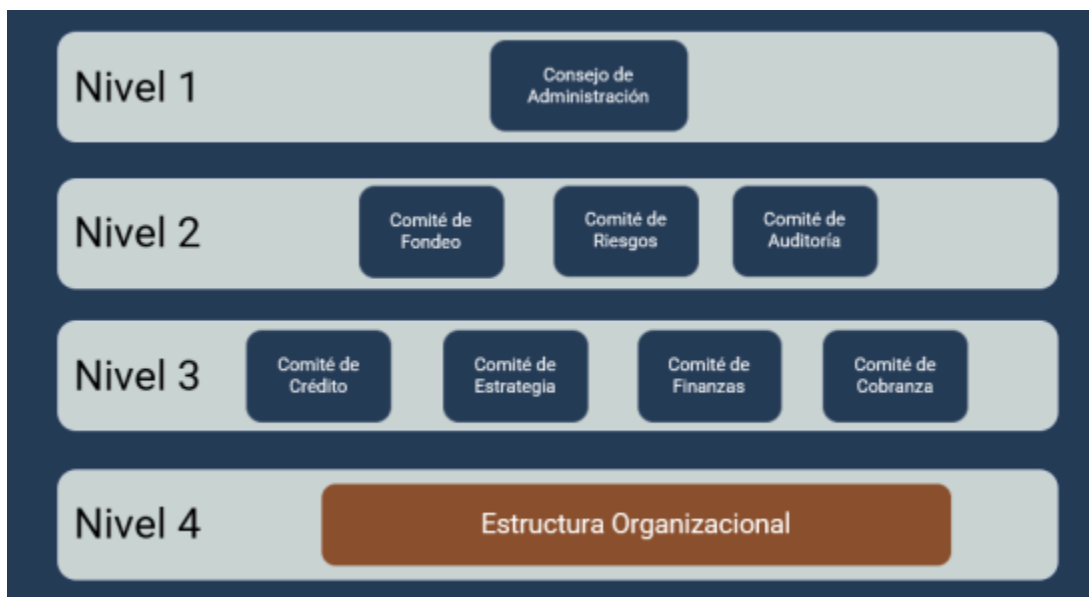 Nivel 1
Consejo de
Administración
Nivel 2
Comité de
Fondeo
Comité de
Riesgos
Comité de
Auditoría
Nivel 3
Comité de
Crédito
Comité de
Estrategia
Comité de
Finanzas
Comité de
Cobranza
Nivel 4
Estructura Organizacional